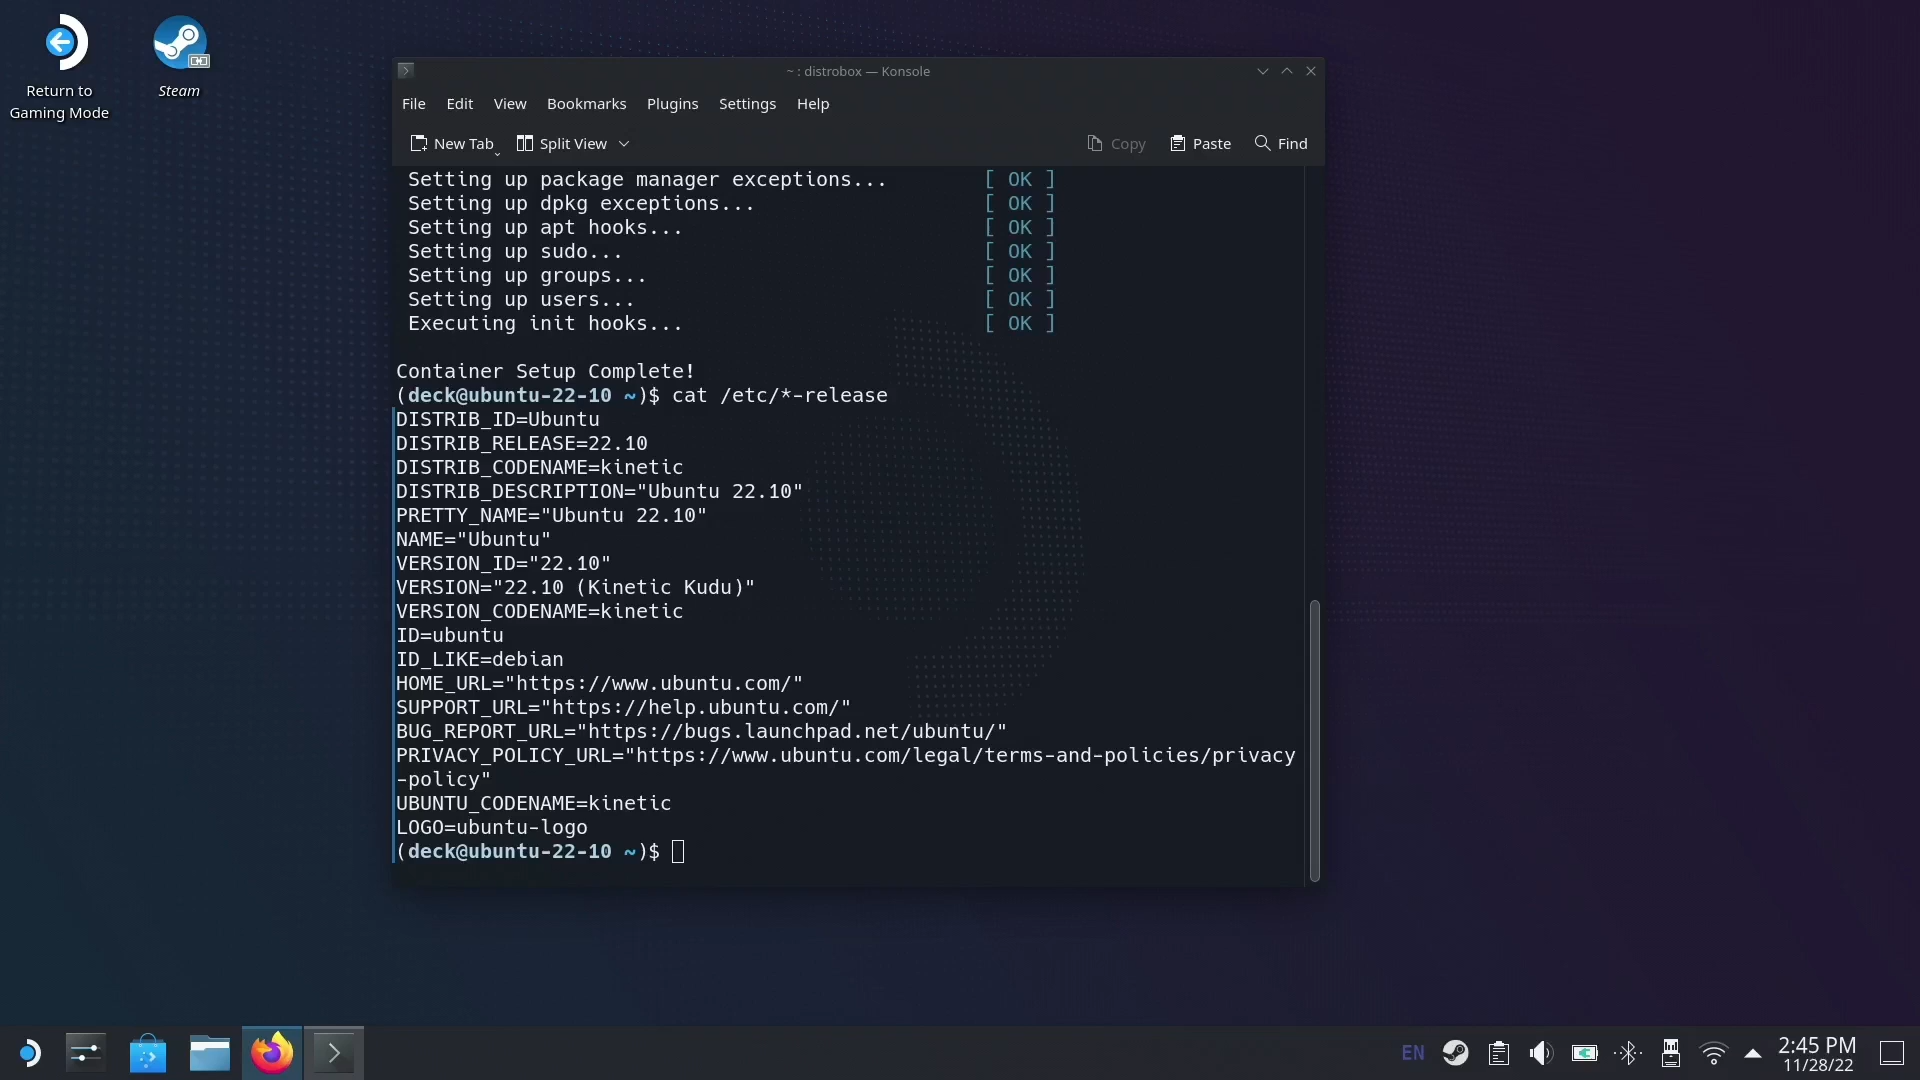 Return to
Gaming Mode
Steam
~ : distrobox — Konsole
File Edit View Bookmarks Plugins Settings Help
New Tab Split View Copy Paste Find
Setting up package manager exceptions... [ OK ]
Setting up dpkg exceptions... [ OK ]
Setting up apt hooks... [ OK ]
Setting up sudo... [ OK ]
Setting up groups... [ OK ]
Setting up users... [ OK ]
Executing init hooks... [ OK ]
Container Setup Complete!
(deck@ubuntu-22-10 ~)$ cat /etc/*-release
DISTRIB_ID=Ubuntu
DISTRIB_RELEASE=22.10
DISTRIB_CODENAME=kinetic
DISTRIB_DESCRIPTION="Ubuntu 22.10"
PRETTY_NAME="Ubuntu 22.10"
NAME="Ubuntu"
VERSION_ID="22.10"
VERSION="22.10 (Kinetic Kudu)"
VERSION_CODENAME=kinetic
ID=ubuntu
ID_LIKE=debian
HOME_URL="https://www.ubuntu.com/"
SUPPORT_URL="https://help.ubuntu.com/"
BUG_REPORT_URL="https://bugs.launchpad.net/ubuntu/"
PRIVACY_POLICY_URL="https://www.ubuntu.com/legal/terms-and-policies/privacy
-policy"
UBUNTU_CODENAME=kinetic
LOGO=ubuntu-logo
(deck@ubuntu-22-10 ~)$
EN
2:45 PM
11/28/22